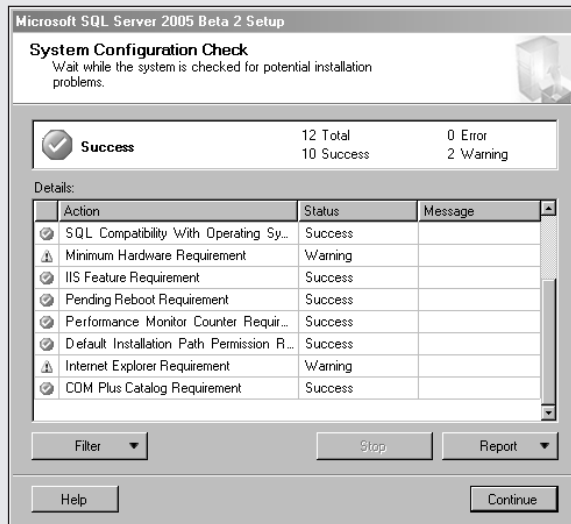 Microsoft SQL Server 2005 Beta 2 Setup
System Configuration Check
Wait while the system is checked for potential installation
problems.
Success
12 Total
0 Error
10 Success
2 Warning
Details:
Action Status Message
SQL Compatibility With Operating Sy... Success
Minimum Hardware Requirement Warning
IIS Feature Requirement Success
Pending Reboot Requirement Success
Performance Monitor Counter Requir... Success
Default Installation Path Permission R... Success
Internet Explorer Requirement Warning
COM Plus Catalog Requirement Success
Filter
Stop
Report
Help
Continue